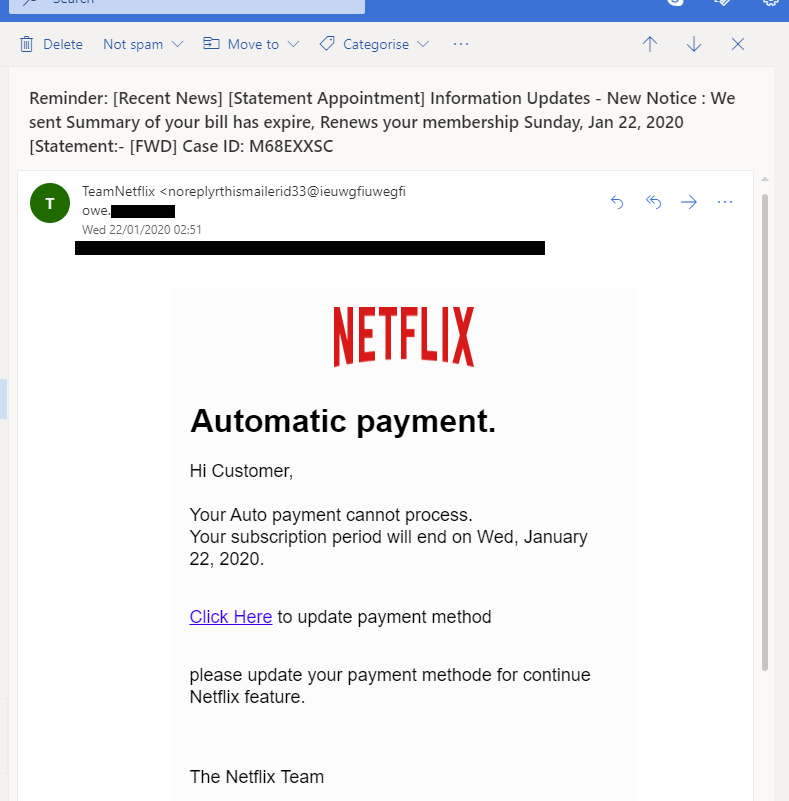 Search
Delete Not spam Move to Categorise ...
Reminder: [Recent News] [Statement Appointment] Information Updates - New Notice : We
sent Summary of your bill has expire, Renews your membership Sunday, Jan 22, 2020
[Statement:- [FWD] Case ID: M68EXXSC
T
TeamNetflix <noreplyrthismailerid33@ieuwgfiuwegfi
owe.
Wed 22/01/2020 02:51
NETFLIX
Automatic payment.
Hi Customer,
Your Auto payment cannot process.
Your subscription period will end on Wed, January
22, 2020.
Click Here to update payment method
please update your payment methode for continue
Netflix feature.
The Netflix Team